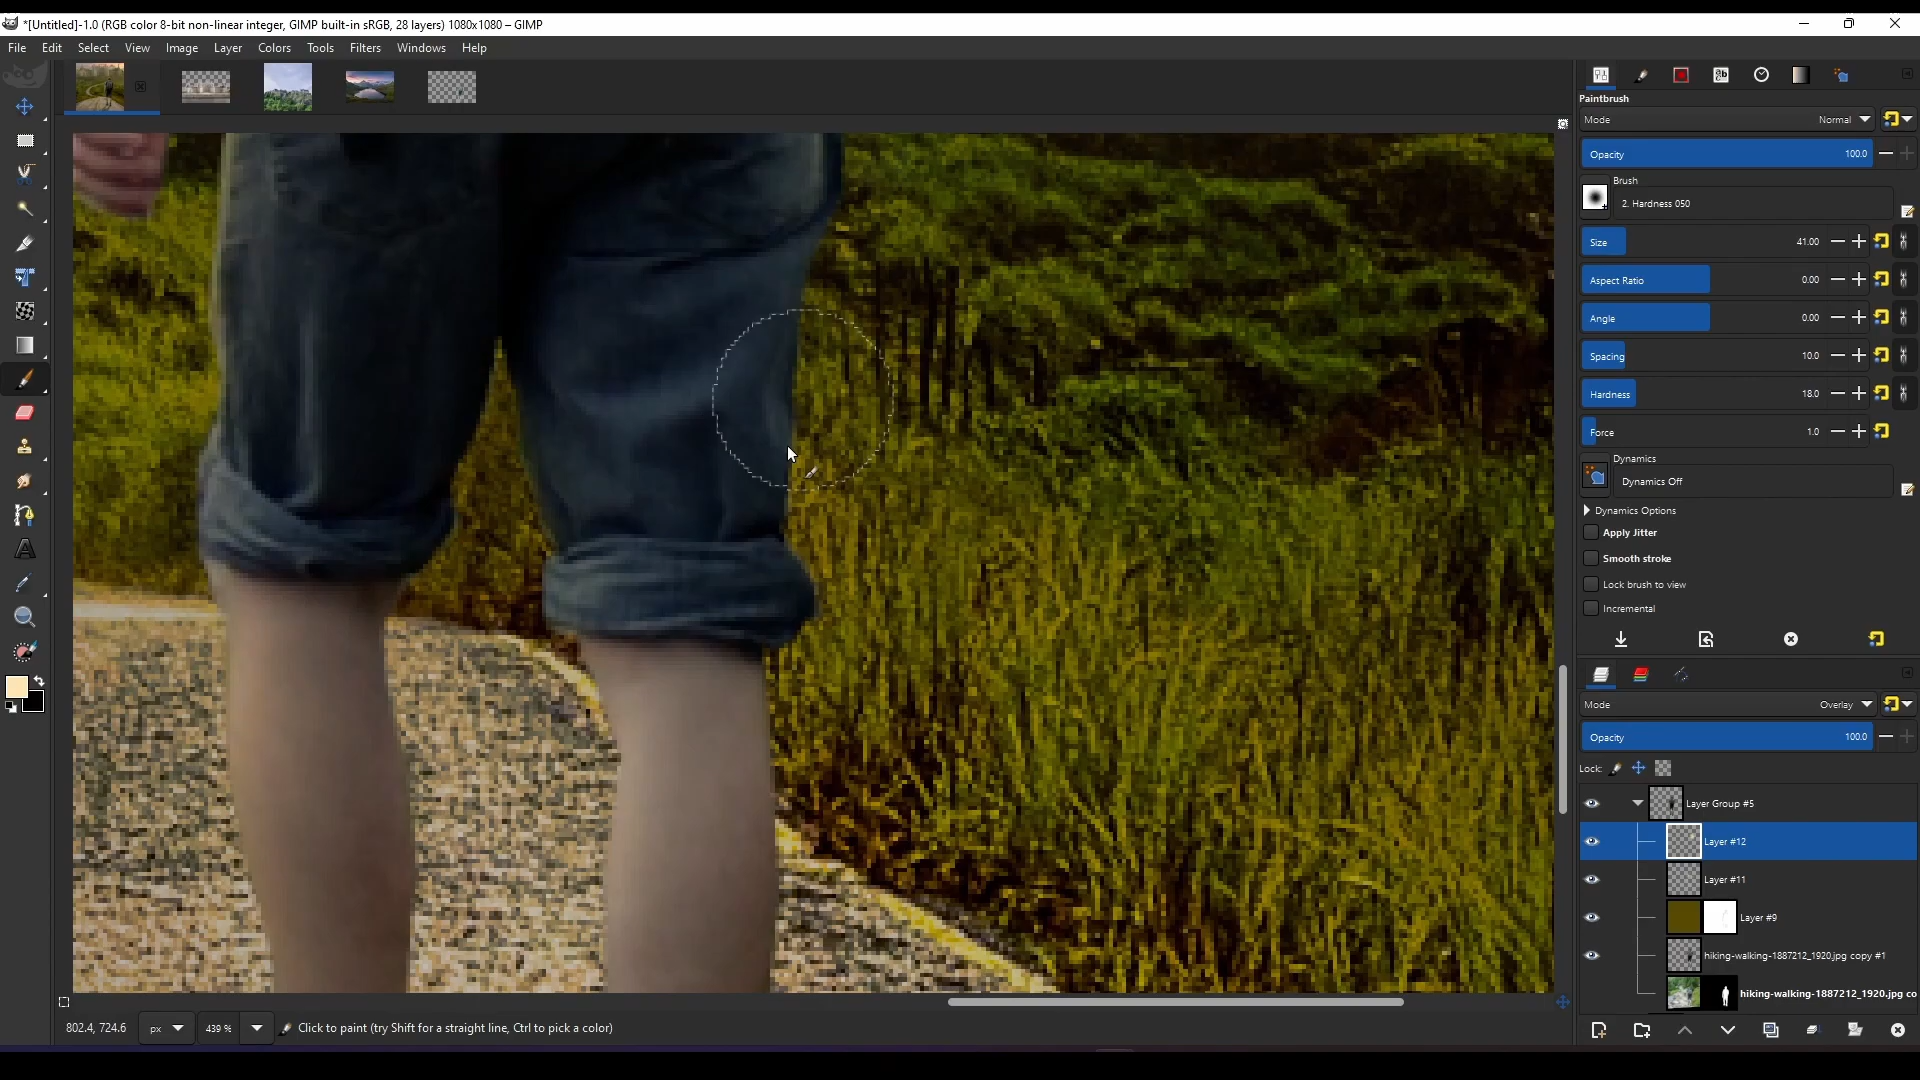 *[Untitled]-1.0 (RGB color 8-bit non-linear integer, GIMP built-in sRGB, 28 layers) 1080x1080 – GIMP
File Edit Select View Image Layer Colors Tools Filters Windows Help
Paintbrush
Mode Normal
Opacity 100.0
Brush
2. Hardness 050
Size 41.00
Aspect Ratio 0.00
Angle 0.00
Spacing 10.0
Hardness 18.0
Force 1.0
Dynamics
Dynamics Off
Dynamics Options
Apply Jitter
Smooth stroke
Lock brush to view
Incremental
Mode Overlay
Opacity 100.0
Lock:
Layer Group #5
Layer #12
Layer #11
Layer #9
hiking-walking-1887212_1920.jpg copy #1
hiking-walking-1887212_1920.jpg co
802.4, 724.6 px 439 % Click to paint (try Shift for a straight line, Ctrl to pick a color)